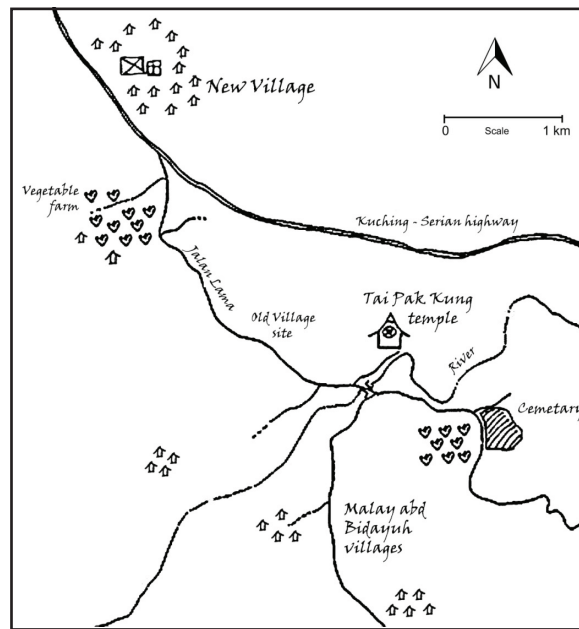 New Village
N
0 Scale 1 km
Vegetable
farm
Kuching - Serian highway
Jalan Lama
Tai Pak Kung
temple
Old Village
site
River
Cemetary
Malay abd
Bidayuh
villages